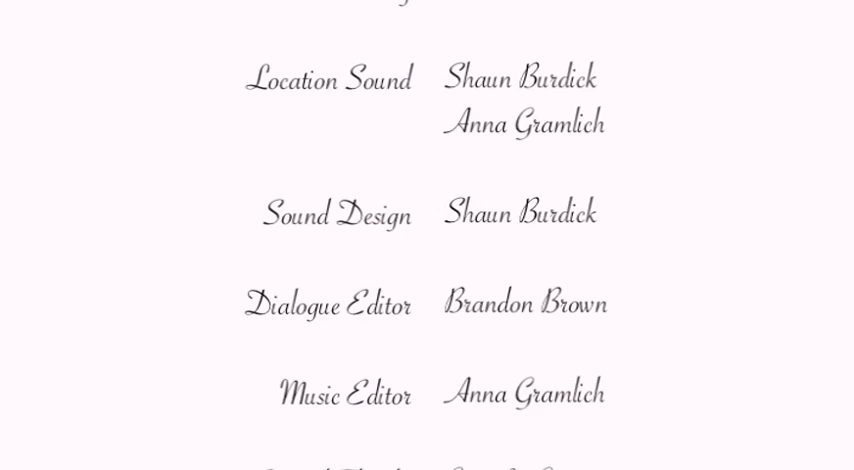 Location Sound Shaun Burdick
Anna Gramlich
Sound Design Shaun Burdick
Dialogue Editor Brandon Brown
Music Editor Anna Gramlich